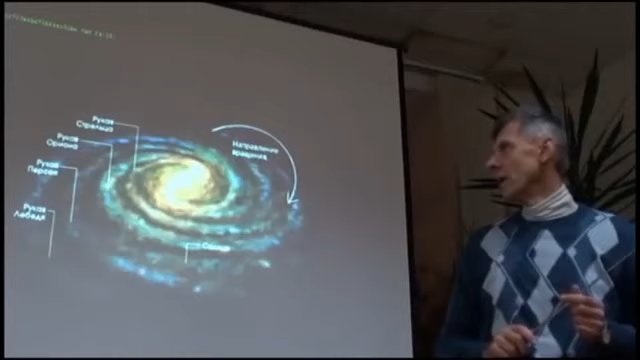 Рукав
Стрельца
Рукав
Ориона
Рукав
Персея
Рукав
Лебедя
Направление
вращения
Солнце